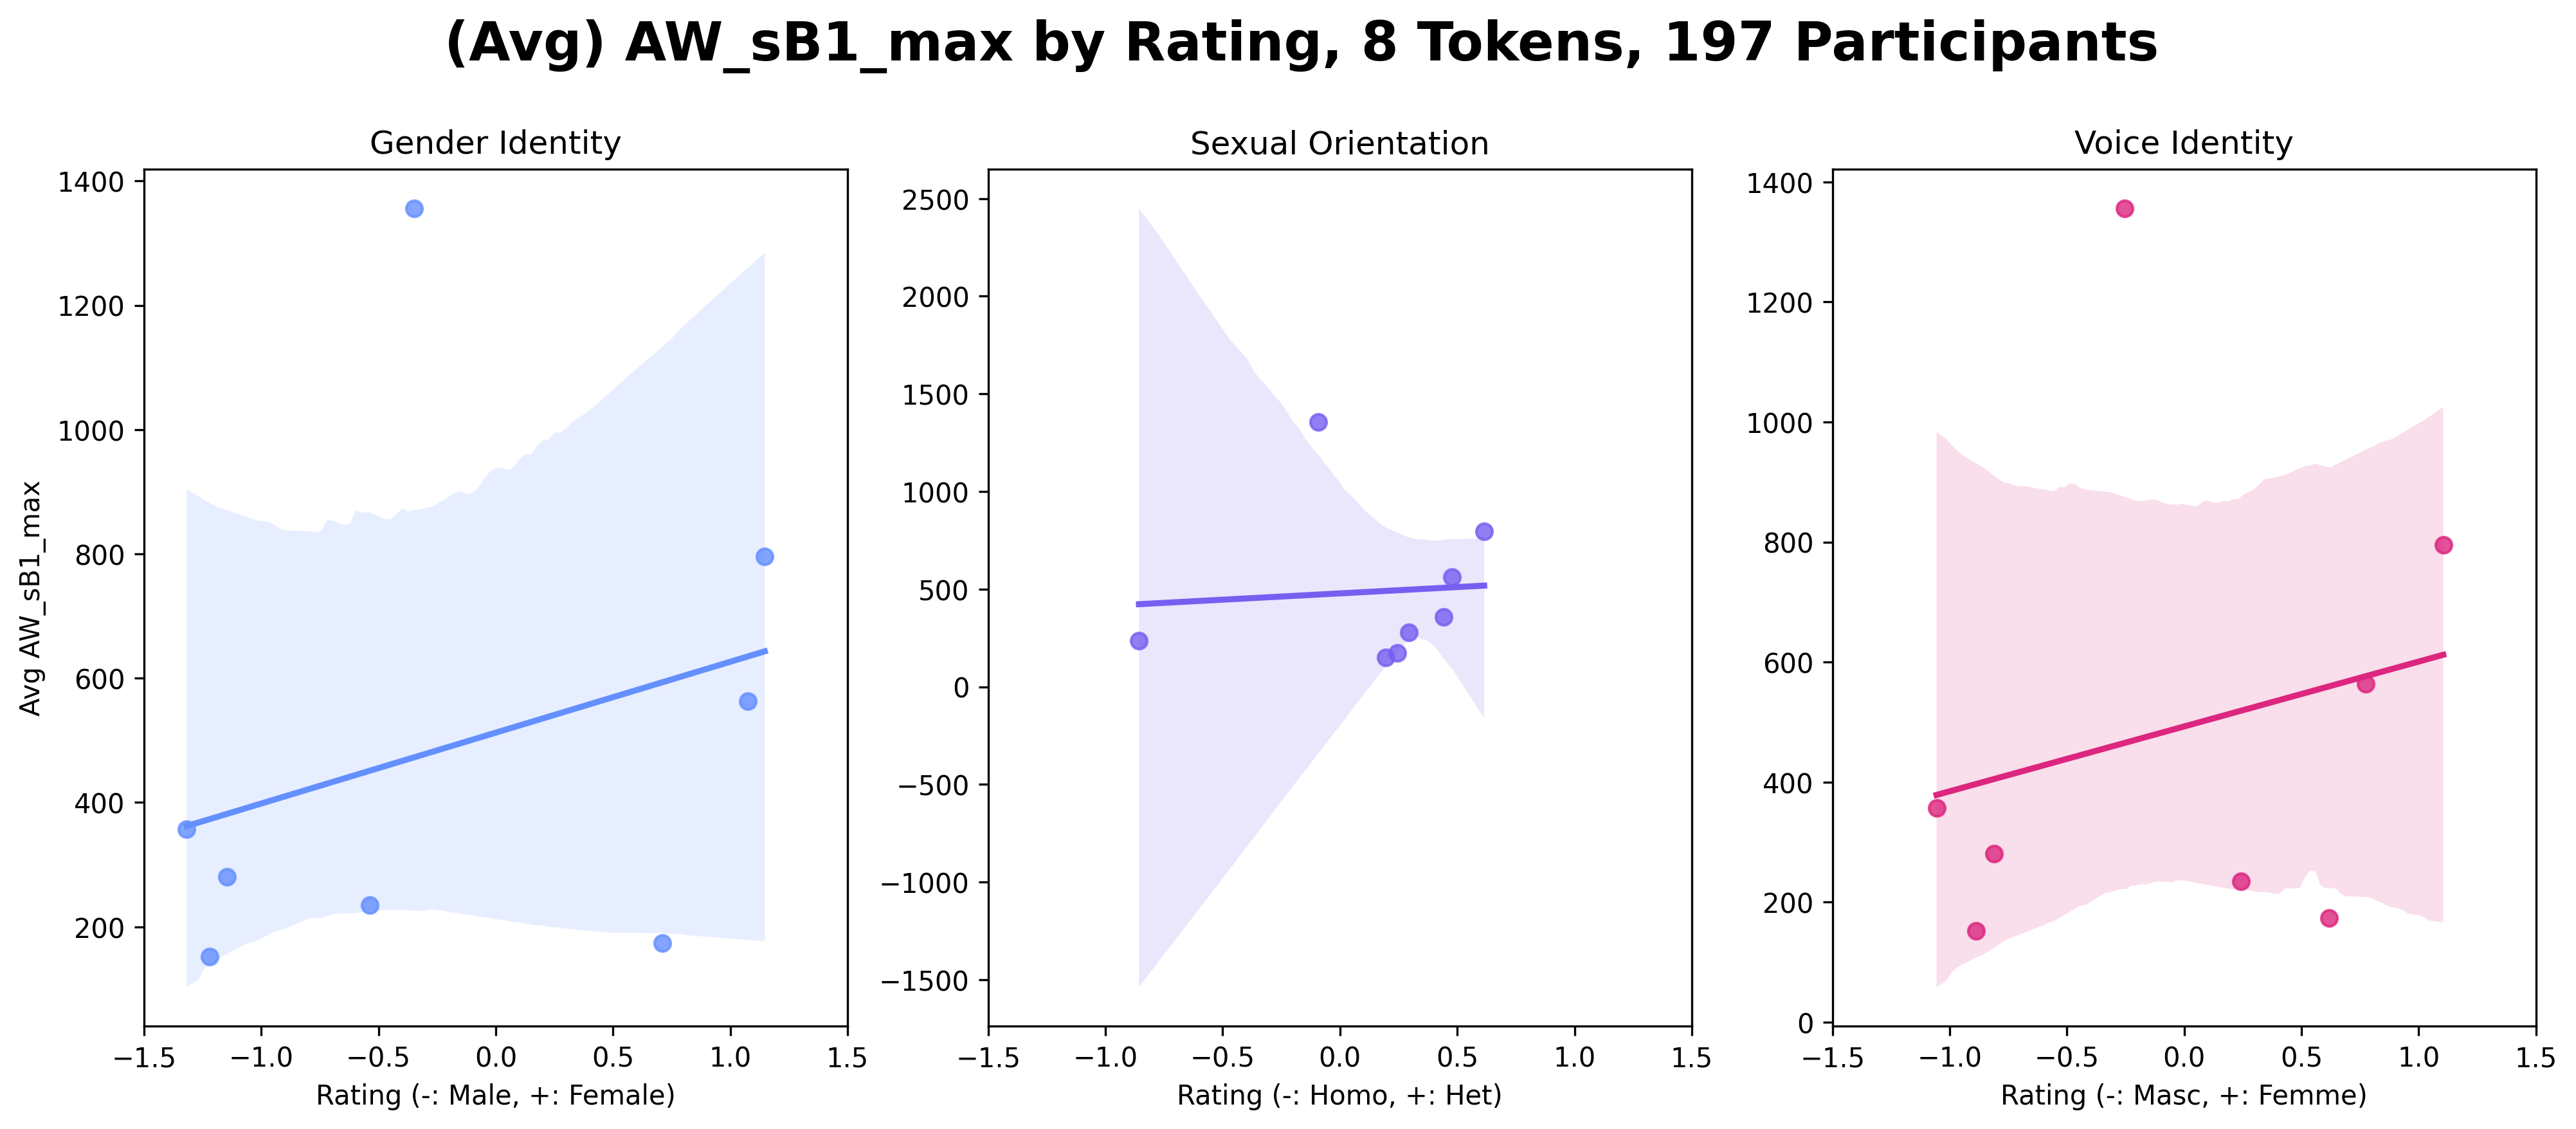 (Avg) AW_sB1_max by Rating, 8 Tokens, 197 Participants
Gender Identity
1400
1200
1000
800
600
400
200
Avg AW_sB1_max
−1.5 −1.0 −0.5 0.0 0.5 1.0 1.5
Rating (-: Male, +: Female)
Sexual Orientation
2500
2000
1500
1000
500
0
−500
−1000
−1500
−1.5 −1.0 −0.5 0.0 0.5 1.0 1.5
Rating (-: Homo, +: Het)
Voice Identity
1400
1200
1000
800
600
400
200
0
−1.5 −1.0 −0.5 0.0 0.5 1.0 1.5
Rating (-: Masc, +: Femme)